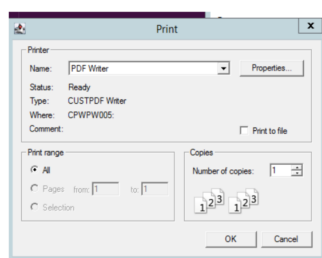 Print
x
Printer
Name: PDF Writer Properties...
Status: Ready
Type: CUSTPDF Writer
Where: CPWPW005:
Comment: Print to file
Print range
All
Pages from: 1 to: 1
Selection
Copies
Number of copies: 1
1 2 3 1 2 3
OK Cancel